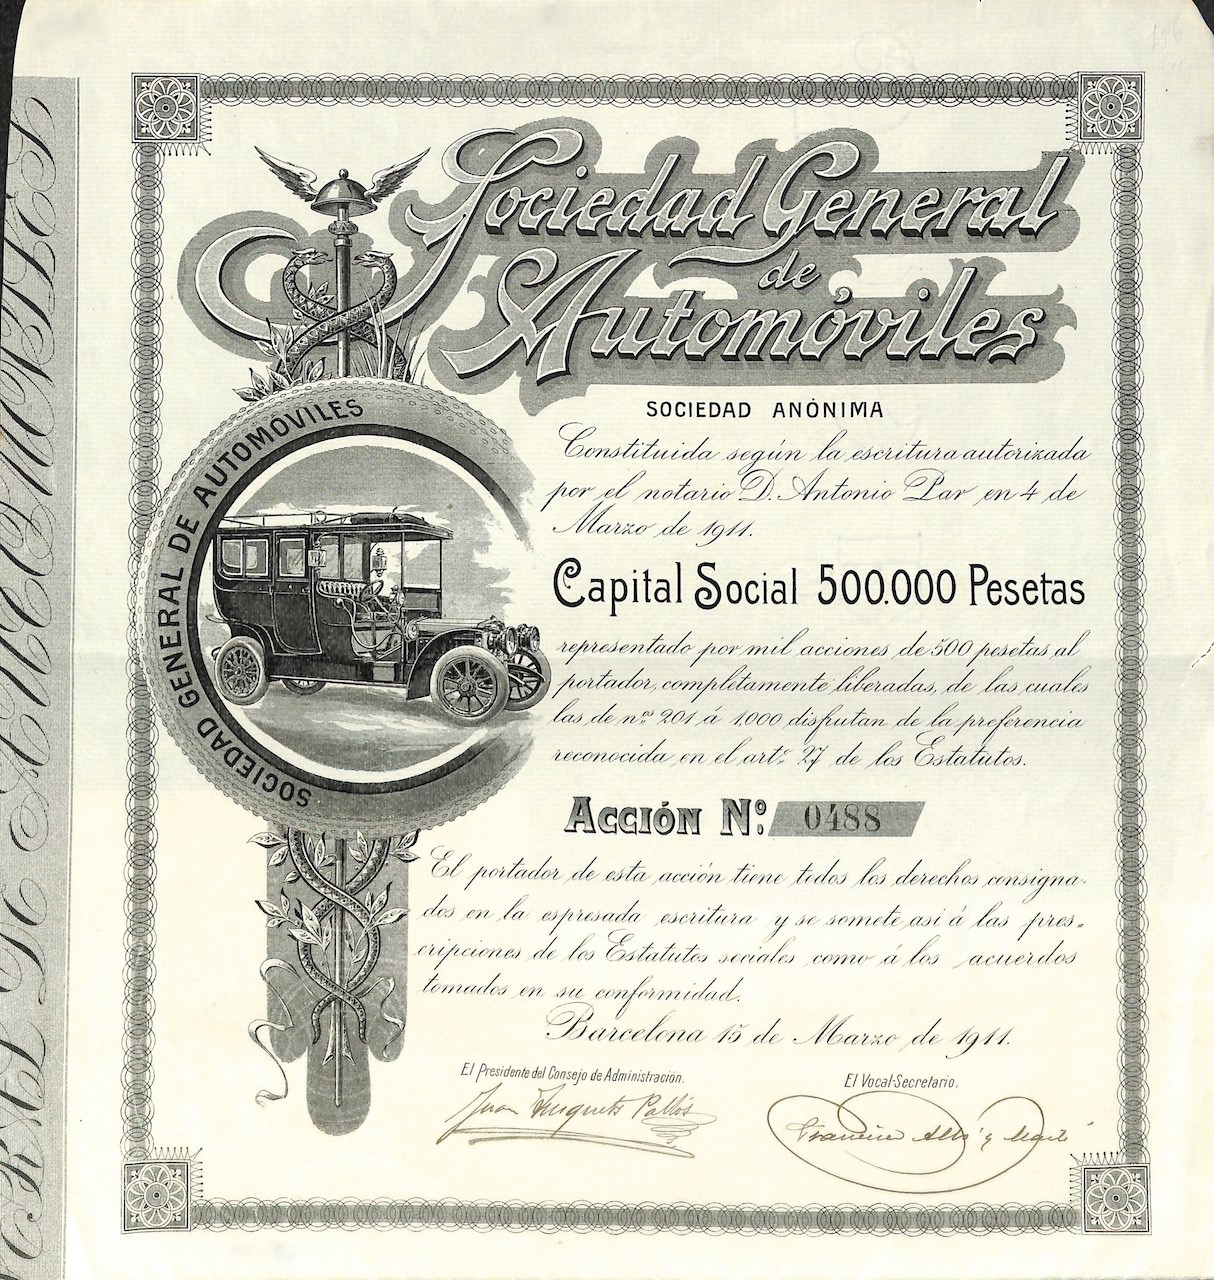 Sociedad General
de
Automóviles
SOCIEDAD ANÓNIMA
SOCIEDAD GENERAL DE AUTOMÓVILES
Constituida según la escritura autorizada
por el notario D. Antonio Par en 4 de
Marzo de 1911.
Capital Social 500.000 Pesetas
representado por mil acciones de 500 pesetas al
portador, completamente liberadas, de las cuales
las de nos. 201 á 1.000 disfrutan de la preferencia
reconocida en el arto. 27 de los Estatutos.
ACCIÓN No. 0488
El portador de esta acción tiene todos los derechos consigna-
dos en la espresada escritura y se somete asi á las pres-
cripciones de los Estatutos sociales como á los acuerdos
tomados en su conformidad.
Barcelona 15 de Marzo de 1911.
El Presidente del Consejo de Administración.
El Vocal-Secretario.
Juan
Francisco